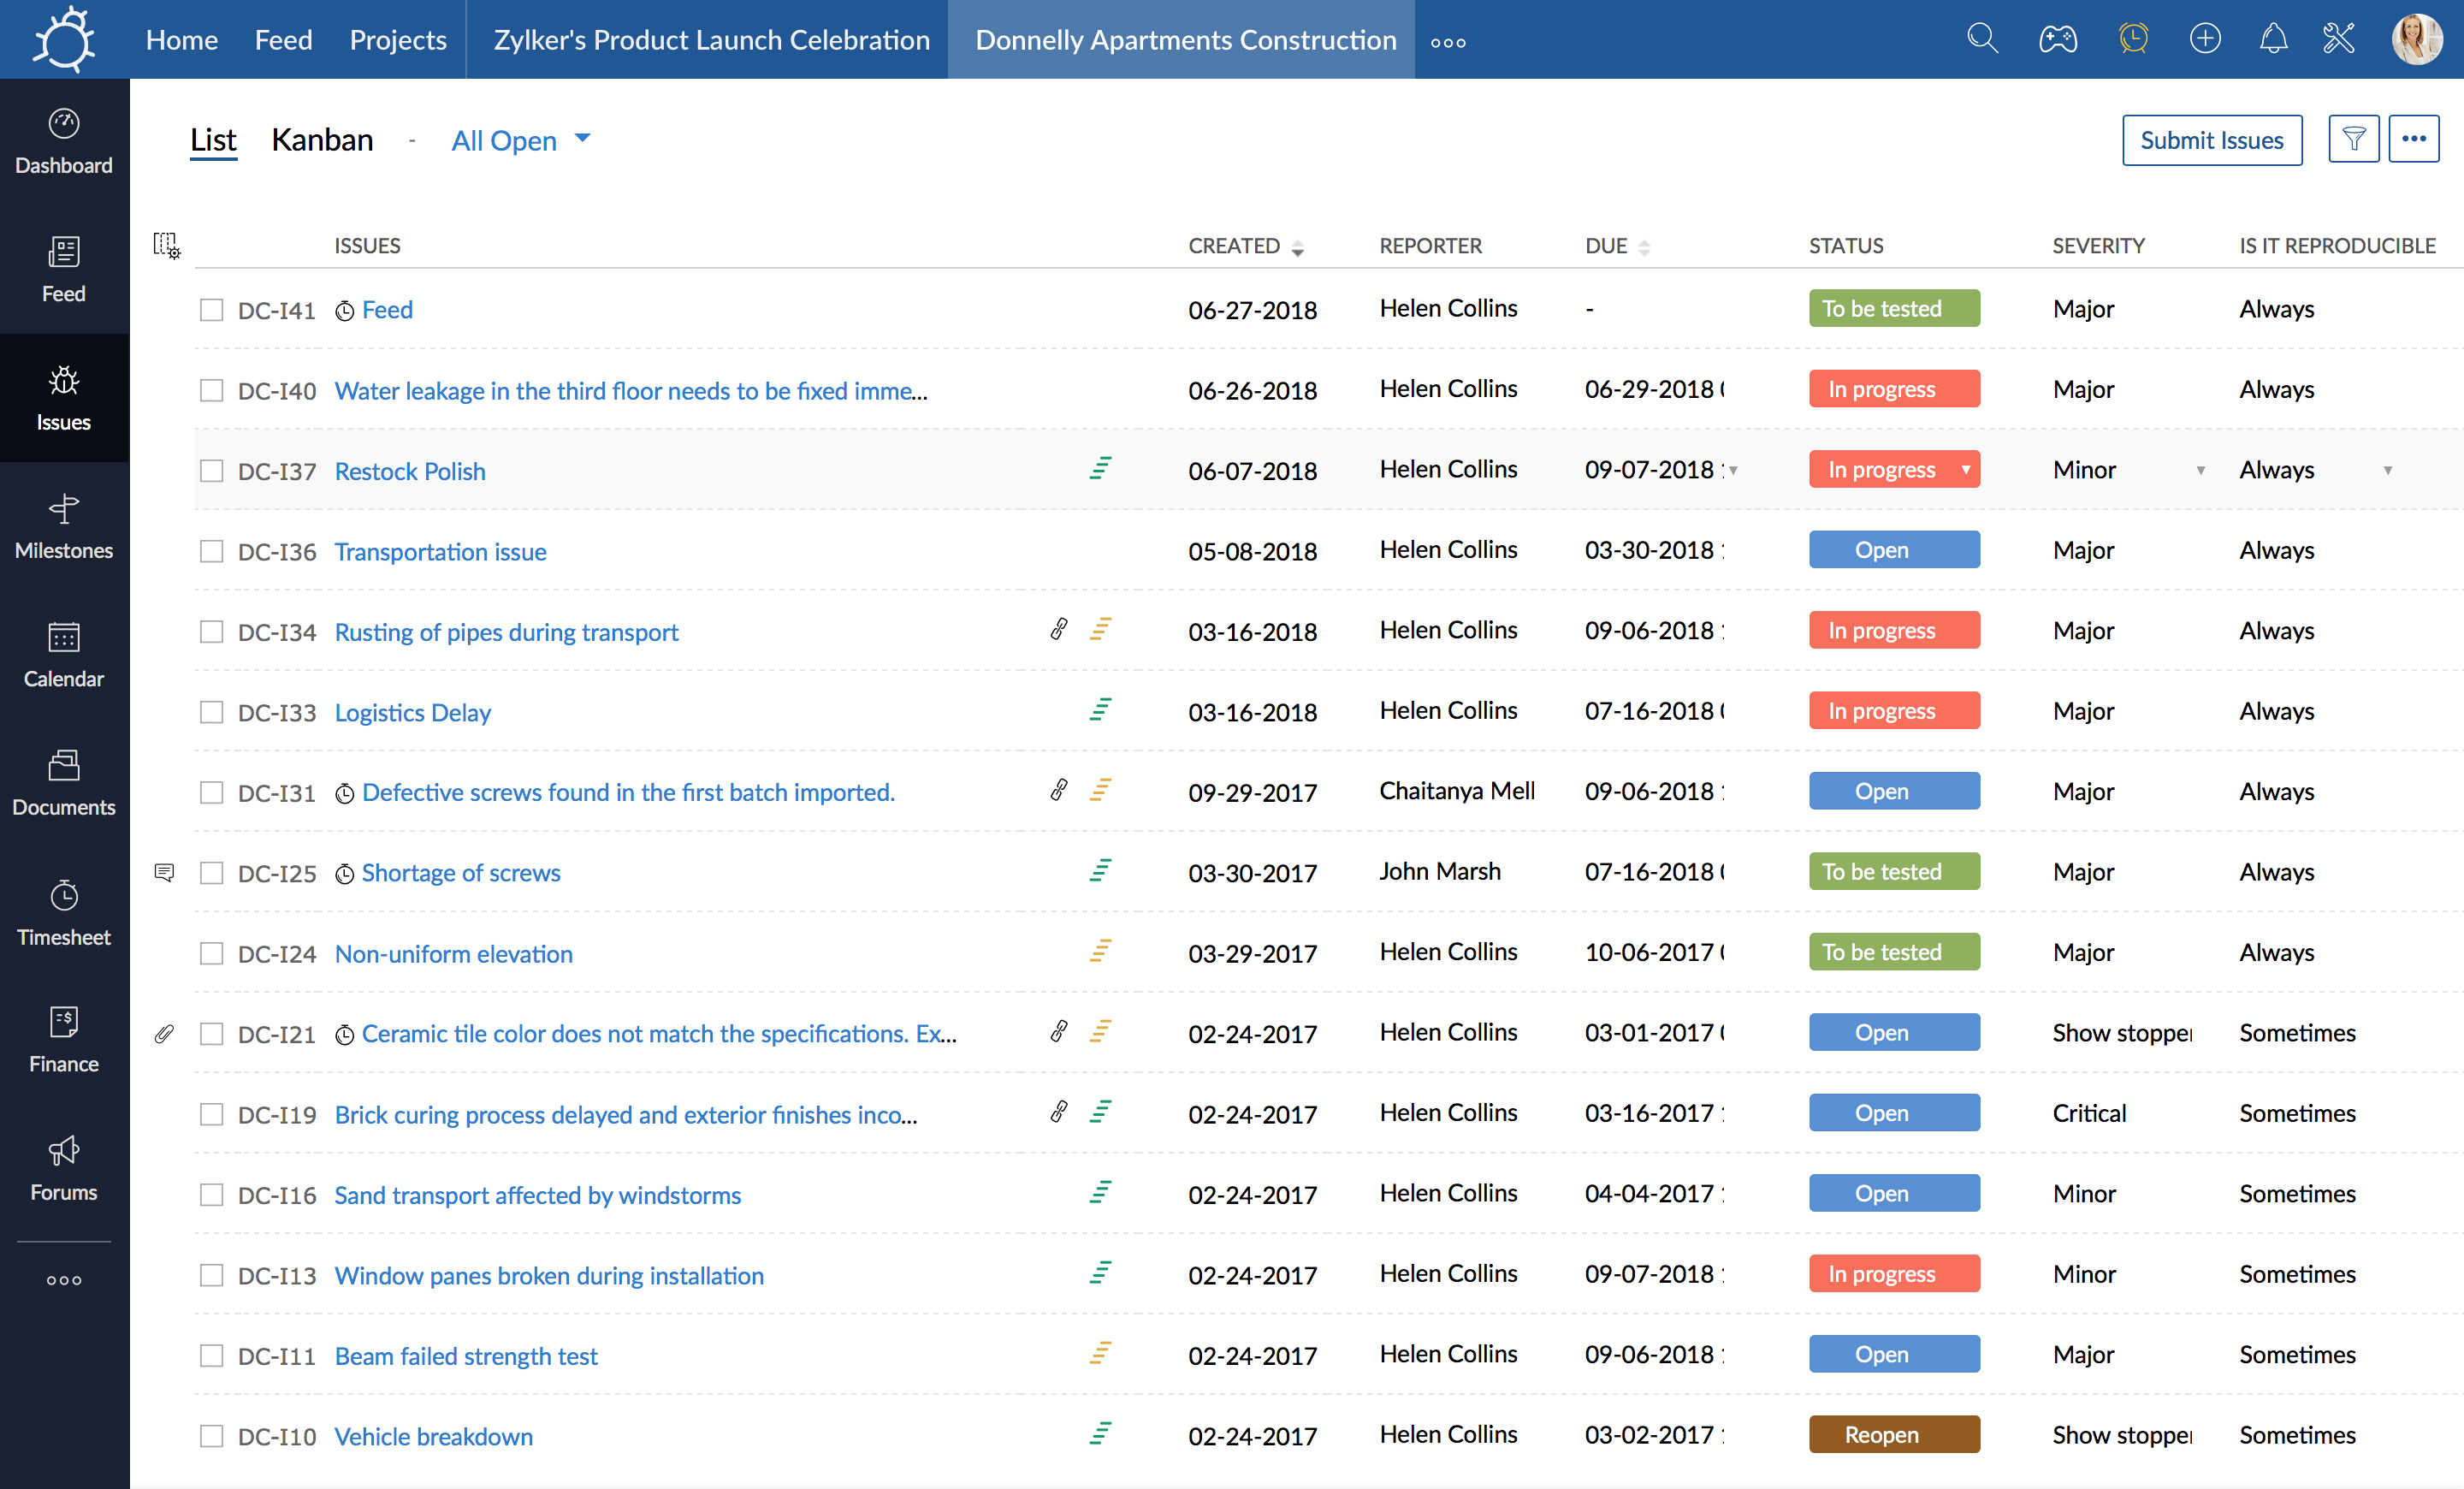 Home Feed Projects Zylker's Product Launch Celebration Donnelly Apartments Construction
Dashboard
Feed
Issues
Milestones
Calendar
Documents
Timesheet
Finance
Forums
List Kanban - All Open Submit Issues
ISSUES CREATED REPORTER DUE STATUS SEVERITY IS IT REPRODUCIBLE
DC-I41 Feed 06-27-2018 Helen Collins - To be tested Major Always
DC-I40 Water leakage in the third floor needs to be fixed imme... 06-26-2018 Helen Collins 06-29-2018 In progress Major Always
DC-I37 Restock Polish 06-07-2018 Helen Collins 09-07-2018 In progress Minor Always
DC-I36 Transportation issue 05-08-2018 Helen Collins 03-30-2018 Open Major Always
DC-I34 Rusting of pipes during transport 03-16-2018 Helen Collins 09-06-2018 In progress Major Always
DC-I33 Logistics Delay 03-16-2018 Helen Collins 07-16-2018 In progress Major Always
DC-I31 Defective screws found in the first batch imported. 09-29-2017 Chaitanya Mell 09-06-2018 Open Major Always
DC-I25 Shortage of screws 03-30-2017 John Marsh 07-16-2018 To be tested Major Always
DC-I24 Non-uniform elevation 03-29-2017 Helen Collins 10-06-2017 To be tested Major Always
DC-I21 Ceramic tile color does not match the specifications. Ex... 02-24-2017 Helen Collins 03-01-2017 Open Show stopper Sometimes
DC-I19 Brick curing process delayed and exterior finishes inco... 02-24-2017 Helen Collins 03-16-2017 Open Critical Sometimes
DC-I16 Sand transport affected by windstorms 02-24-2017 Helen Collins 04-04-2017 Open Minor Sometimes
DC-I13 Window panes broken during installation 02-24-2017 Helen Collins 09-07-2018 In progress Minor Sometimes
DC-I11 Beam failed strength test 02-24-2017 Helen Collins 09-06-2018 Open Major Sometimes
DC-I10 Vehicle breakdown 02-24-2017 Helen Collins 03-02-2017 Reopen Show stopper Sometimes